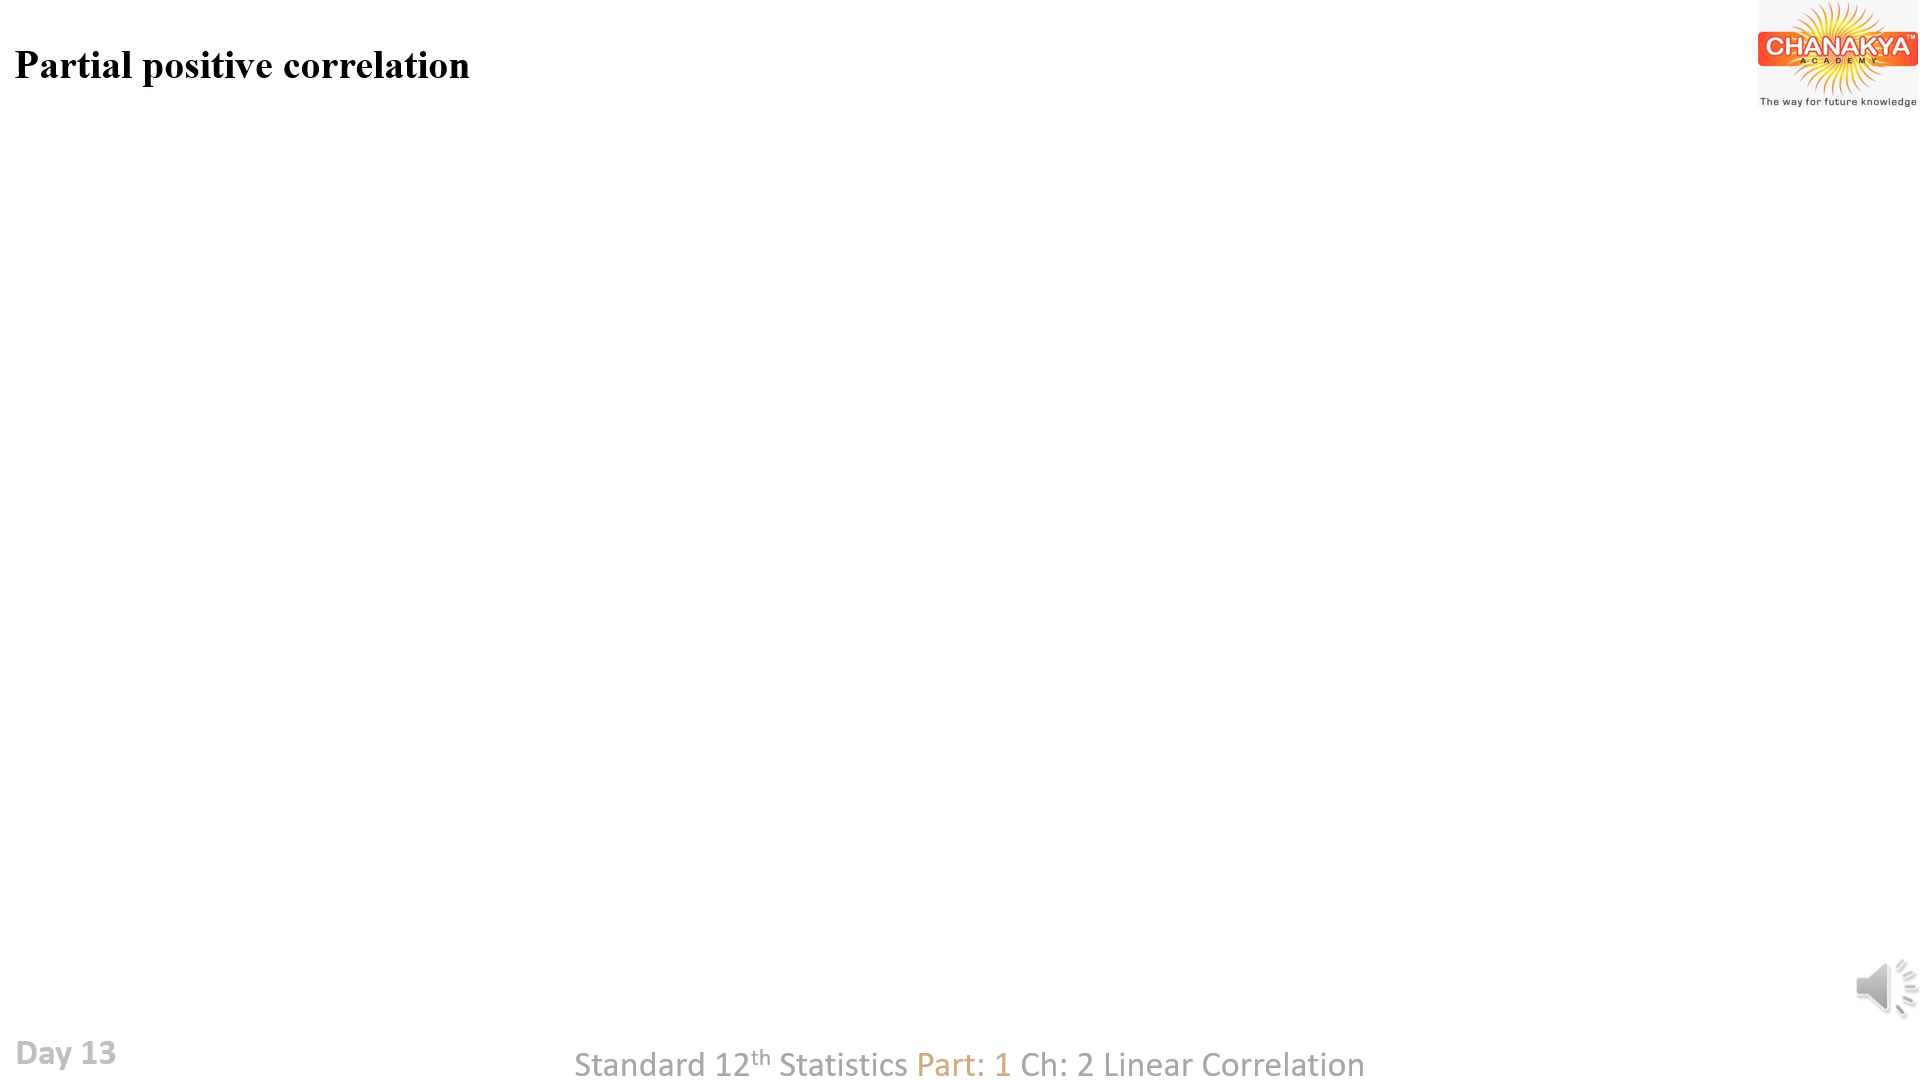 Partial positive correlation
CHANAKYA™
ACADEMY
The way for future knowledge
Day 13
Standard 12th Statistics Part: 1 Ch: 2 Linear Correlation